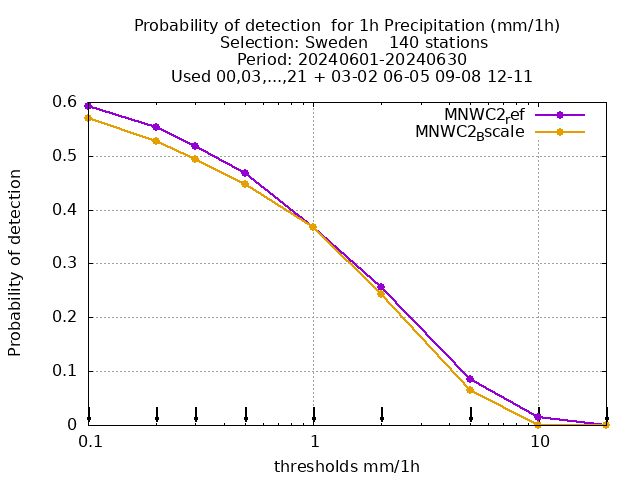 Probability of detection for 1h Precipitation (mm/1h)
Selection: Sweden 140 stations
Period: 20240601-20240630
Used 00,03,...,21 + 03-02 06-05 09-08 12-11
MNWC2_ref
MNWC2_Bscale
Probability of detection
0.6
0.5
0.4
0.3
0.2
0.1
0
0.1 1 10
thresholds mm/1h